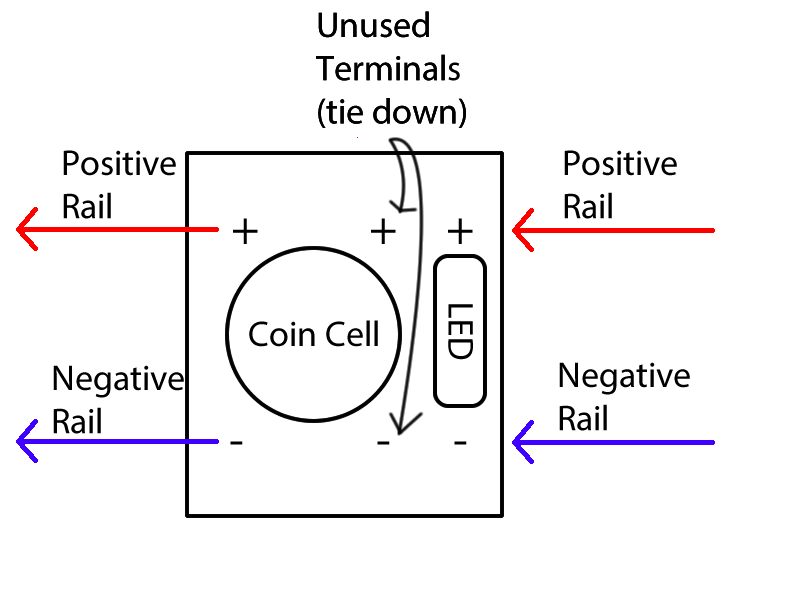 Unused
Terminals
(tie down)
Positive
Rail
Positive
Rail
+ + +
Coin Cell
LED
Negative
Rail
Negative
Rail
- - -